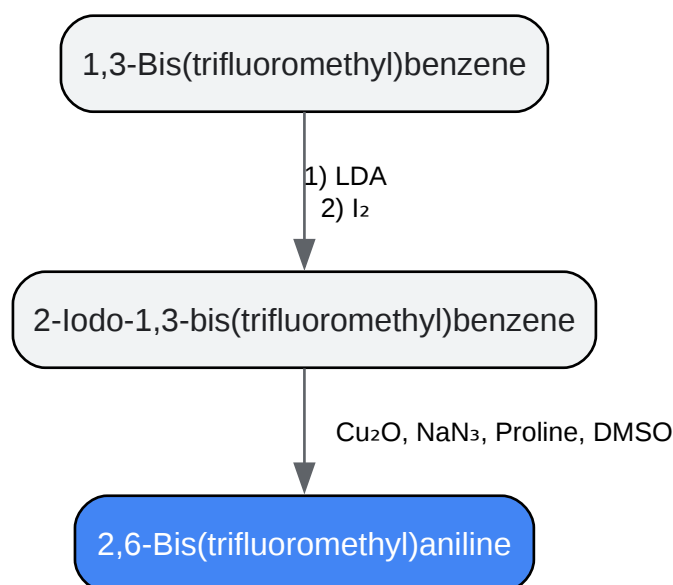 1,3-Bis(trifluoromethyl)benzene
1) LDA
2) I₂
2-Iodo-1,3-bis(trifluoromethyl)benzene
Cu₂O, NaN₃, Proline, DMSO
2,6-Bis(trifluoromethyl)aniline